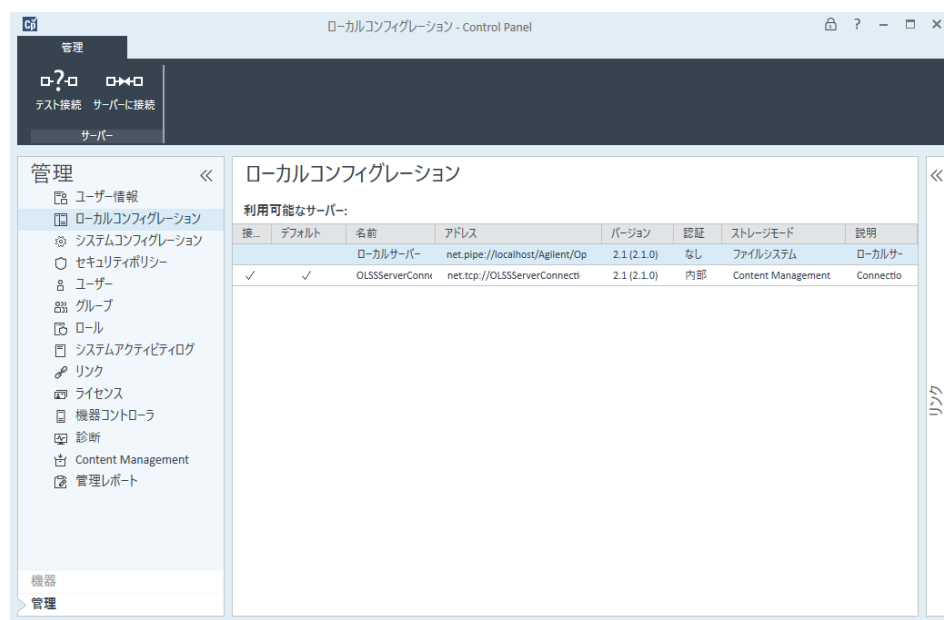 ローカルコンフィグレーション - Control Panel
管理
テスト接続 サーバーに接続
サーバー
管理
ユーザー情報
ローカルコンフィグレーション
システムコンフィグレーション
セキュリティポリシー
ユーザー
グループ
ロール
システムアクティビティログ
リンク
ライセンス
機器コントローラ
診断
Content Management
管理レポート
機器
管理
ローカルコンフィグレーション
利用可能なサーバー:
接... デフォルト 名前 アドレス バージョン 認証 ストレージモード 説明
ローカルサーバー net.pipe://localhost/Agilent/Op 2.1 (2.1.0) なし ファイルシステム ローカルサー
✓ ✓ OLSSServerConne net.tcp://OLSSServerConnecti 2.1 (2.1.0) 内部 Content Management Connectio
リンク